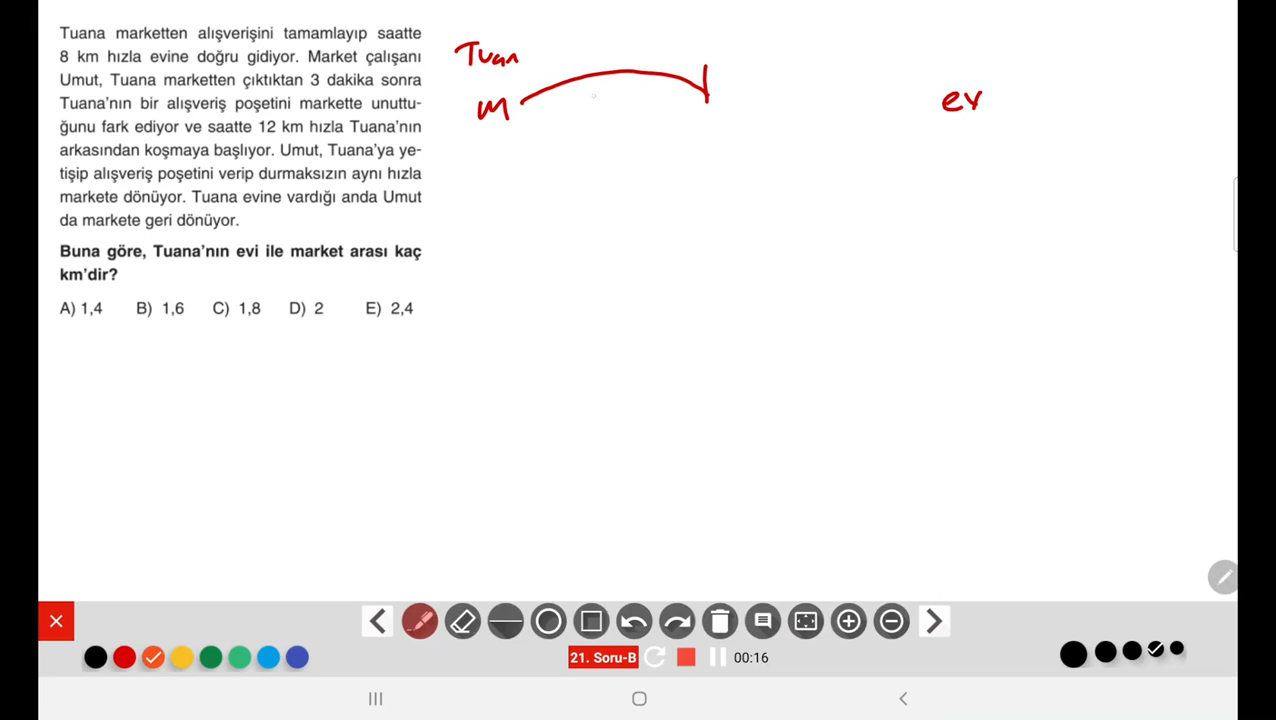 Tuana marketten alışverişini tamamlayıp saatte
8 km hızla evine doğru gidiyor. Market çalışanı
Umut, Tuana marketten çıktıktan 3 dakika sonra
Tuana’nın bir alışveriş poşetini markette unuttu-
ğunu fark ediyor ve saatte 12 km hızla Tuana’nın
arkasından koşmaya başlıyor. Umut, Tuana’ya ye-
tişip alışveriş poşetini verip durmaksızın aynı hızla
markete dönüyor. Tuana evine vardığı anda Umut
da markete geri dönüyor.
Buna göre, Tuana’nın evi ile market arası kaç
km’dir?
A) 1,4 B) 1,6 C) 1,8 D) 2 E) 2,4
Tuan
M
ev
21. Soru-B
00:16